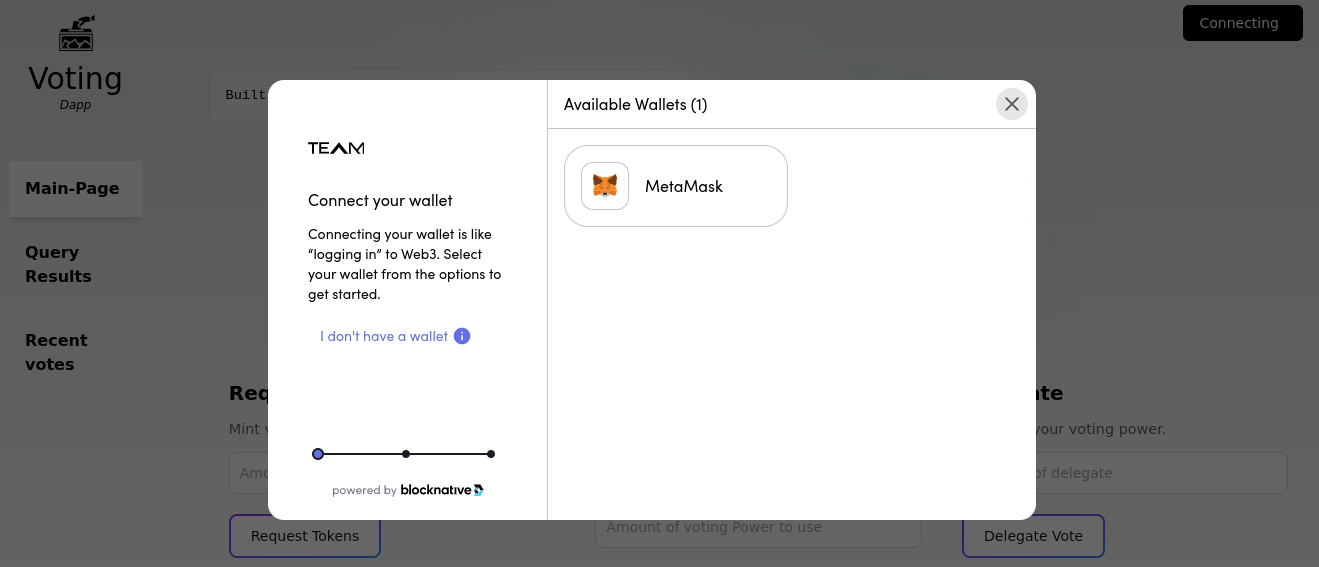 Connecting
Voting
Dapp
Built
Main-Page
Query
Results
Recent
votes
TEAM
Connect your wallet
Connecting your wallet is like
“logging in” to Web3. Select
your wallet from the options to
get started.
I don't have a wallet i
powered by blocknative
Available Wallets (1)
MetaMask
Mint
your voting power.
of delegate
Request Tokens
Amount of voting Power to use
Delegate Vote